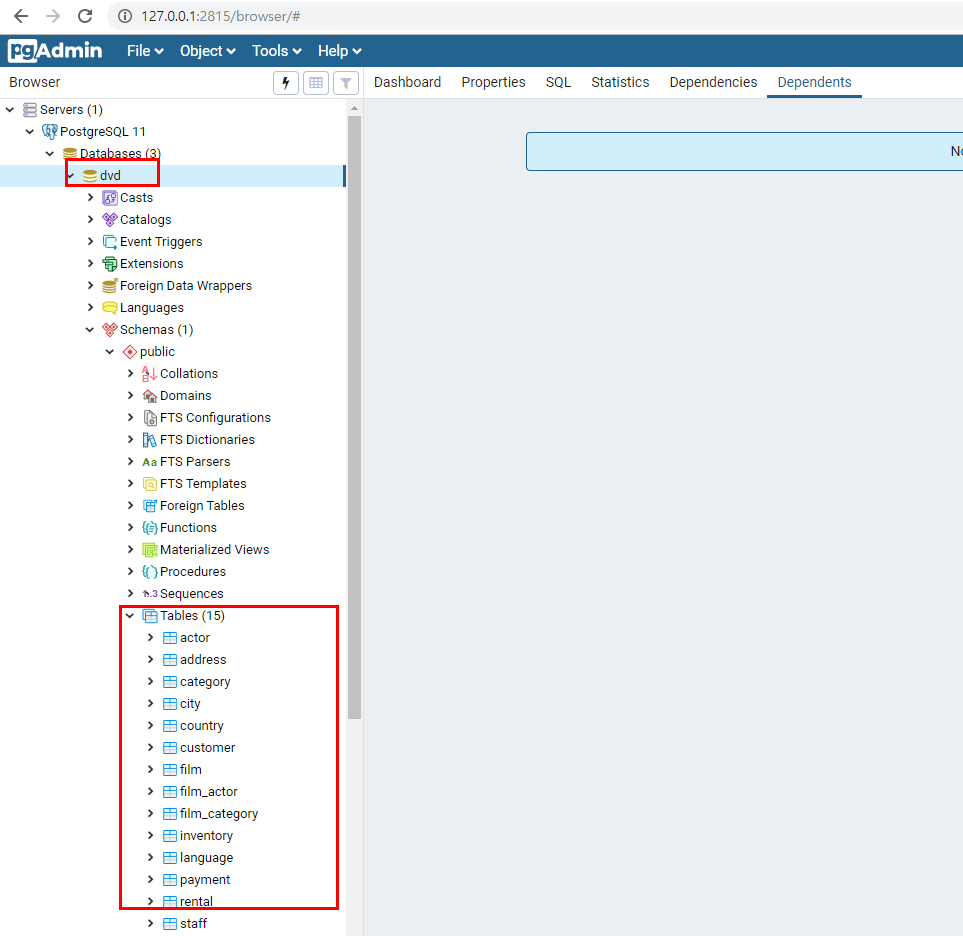 127.0.0.1:2815/browser/#
pgAdmin File Object Tools Help
Browser Dashboard Properties SQL Statistics Dependencies Dependents
Servers (1)
PostgreSQL 11
Databases (3)
dvd
Casts
Catalogs
Event Triggers
Extensions
Foreign Data Wrappers
Languages
Schemas (1)
public
Collations
Domains
FTS Configurations
FTS Dictionaries
Aa FTS Parsers
FTS Templates
Foreign Tables
Functions
Materialized Views
Procedures
1..3 Sequences
Tables (15)
actor
address
category
city
country
customer
film
film_actor
film_category
inventory
language
payment
rental
staff